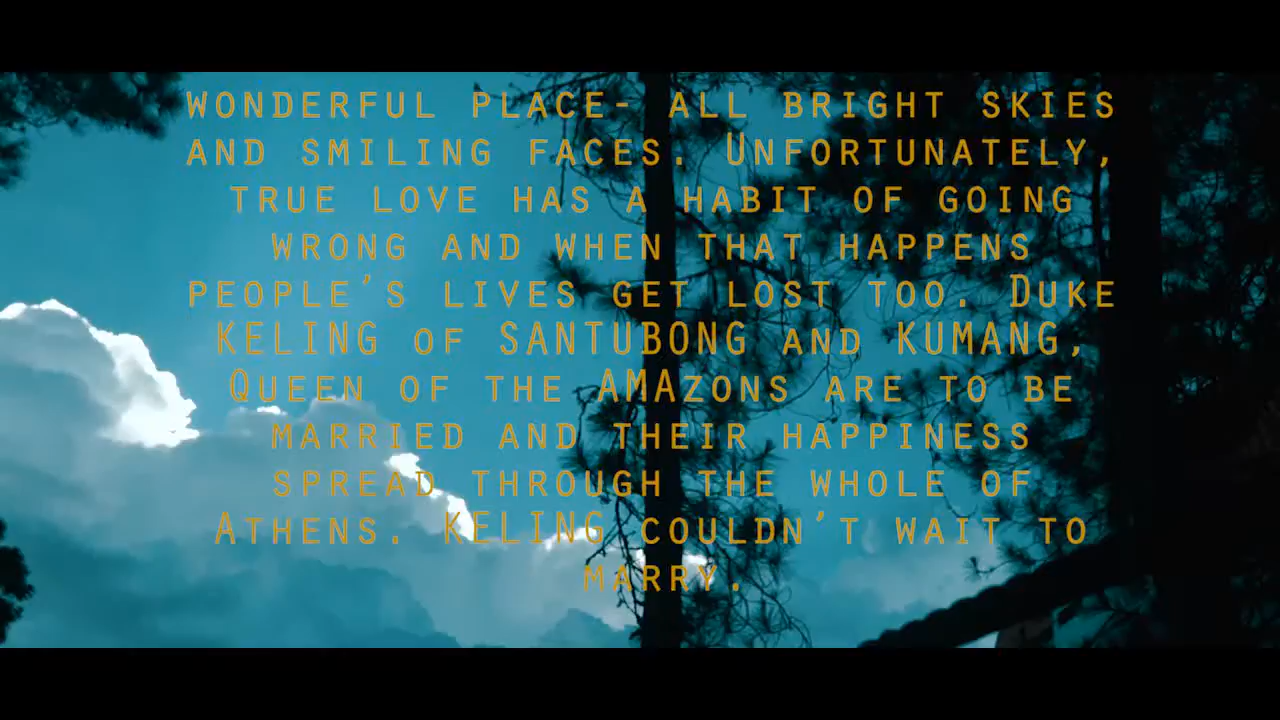 WONDERFUL PLACE- ALL BRIGHT SKIES
AND SMILING FACES. UNFORTUNATELY,
TRUE LOVE HAS A HABIT OF GOING
WRONG AND WHEN THAT HAPPENS
PEOPLE'S LIVES GET LOST TOO. DUKE
KELING OF SANTUBONG AND KUMANG,
QUEEN OF THE AMAZONS ARE TO BE
MARRIED AND THEIR HAPPINESS
SPREAD THROUGH THE WHOLE OF
ATHENS. KELING COULDN'T WAIT TO
MARRY.